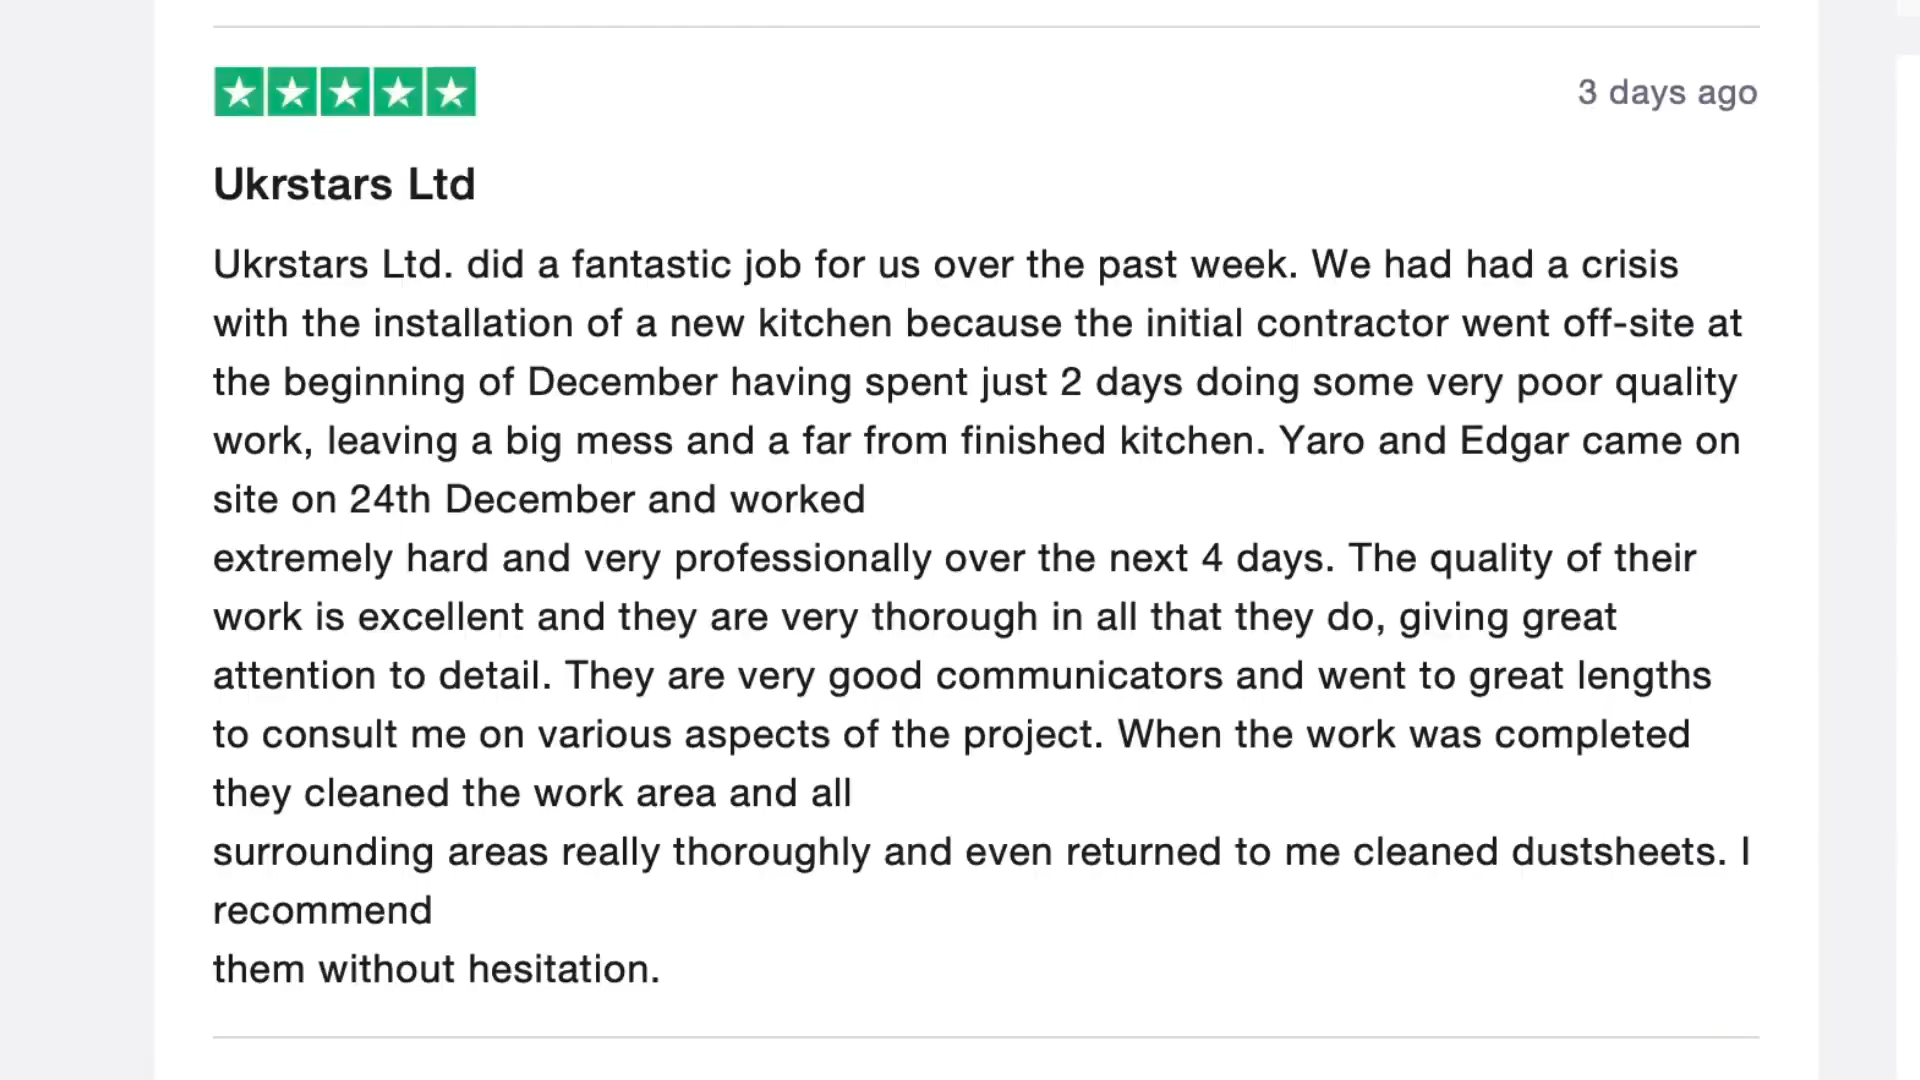 3 days ago
Ukrstars Ltd
Ukrstars Ltd. did a fantastic job for us over the past week. We had had a crisis
with the installation of a new kitchen because the initial contractor went off-site at
the beginning of December having spent just 2 days doing some very poor quality
work, leaving a big mess and a far from finished kitchen. Yaro and Edgar came on
site on 24th December and worked
extremely hard and very professionally over the next 4 days. The quality of their
work is excellent and they are very thorough in all that they do, giving great
attention to detail. They are very good communicators and went to great lengths
to consult me on various aspects of the project. When the work was completed
they cleaned the work area and all
surrounding areas really thoroughly and even returned to me cleaned dustsheets. I
recommend
them without hesitation.